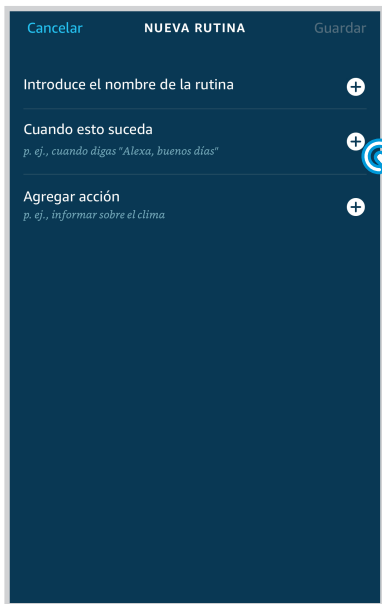 Cancelar NUEVA RUTINA Guardar
Introduce el nombre de la rutina
Cuando esto suceda
p. ej., cuando digas "Alexa, buenos días"
Agregar acción
p. ej., informar sobre el clima